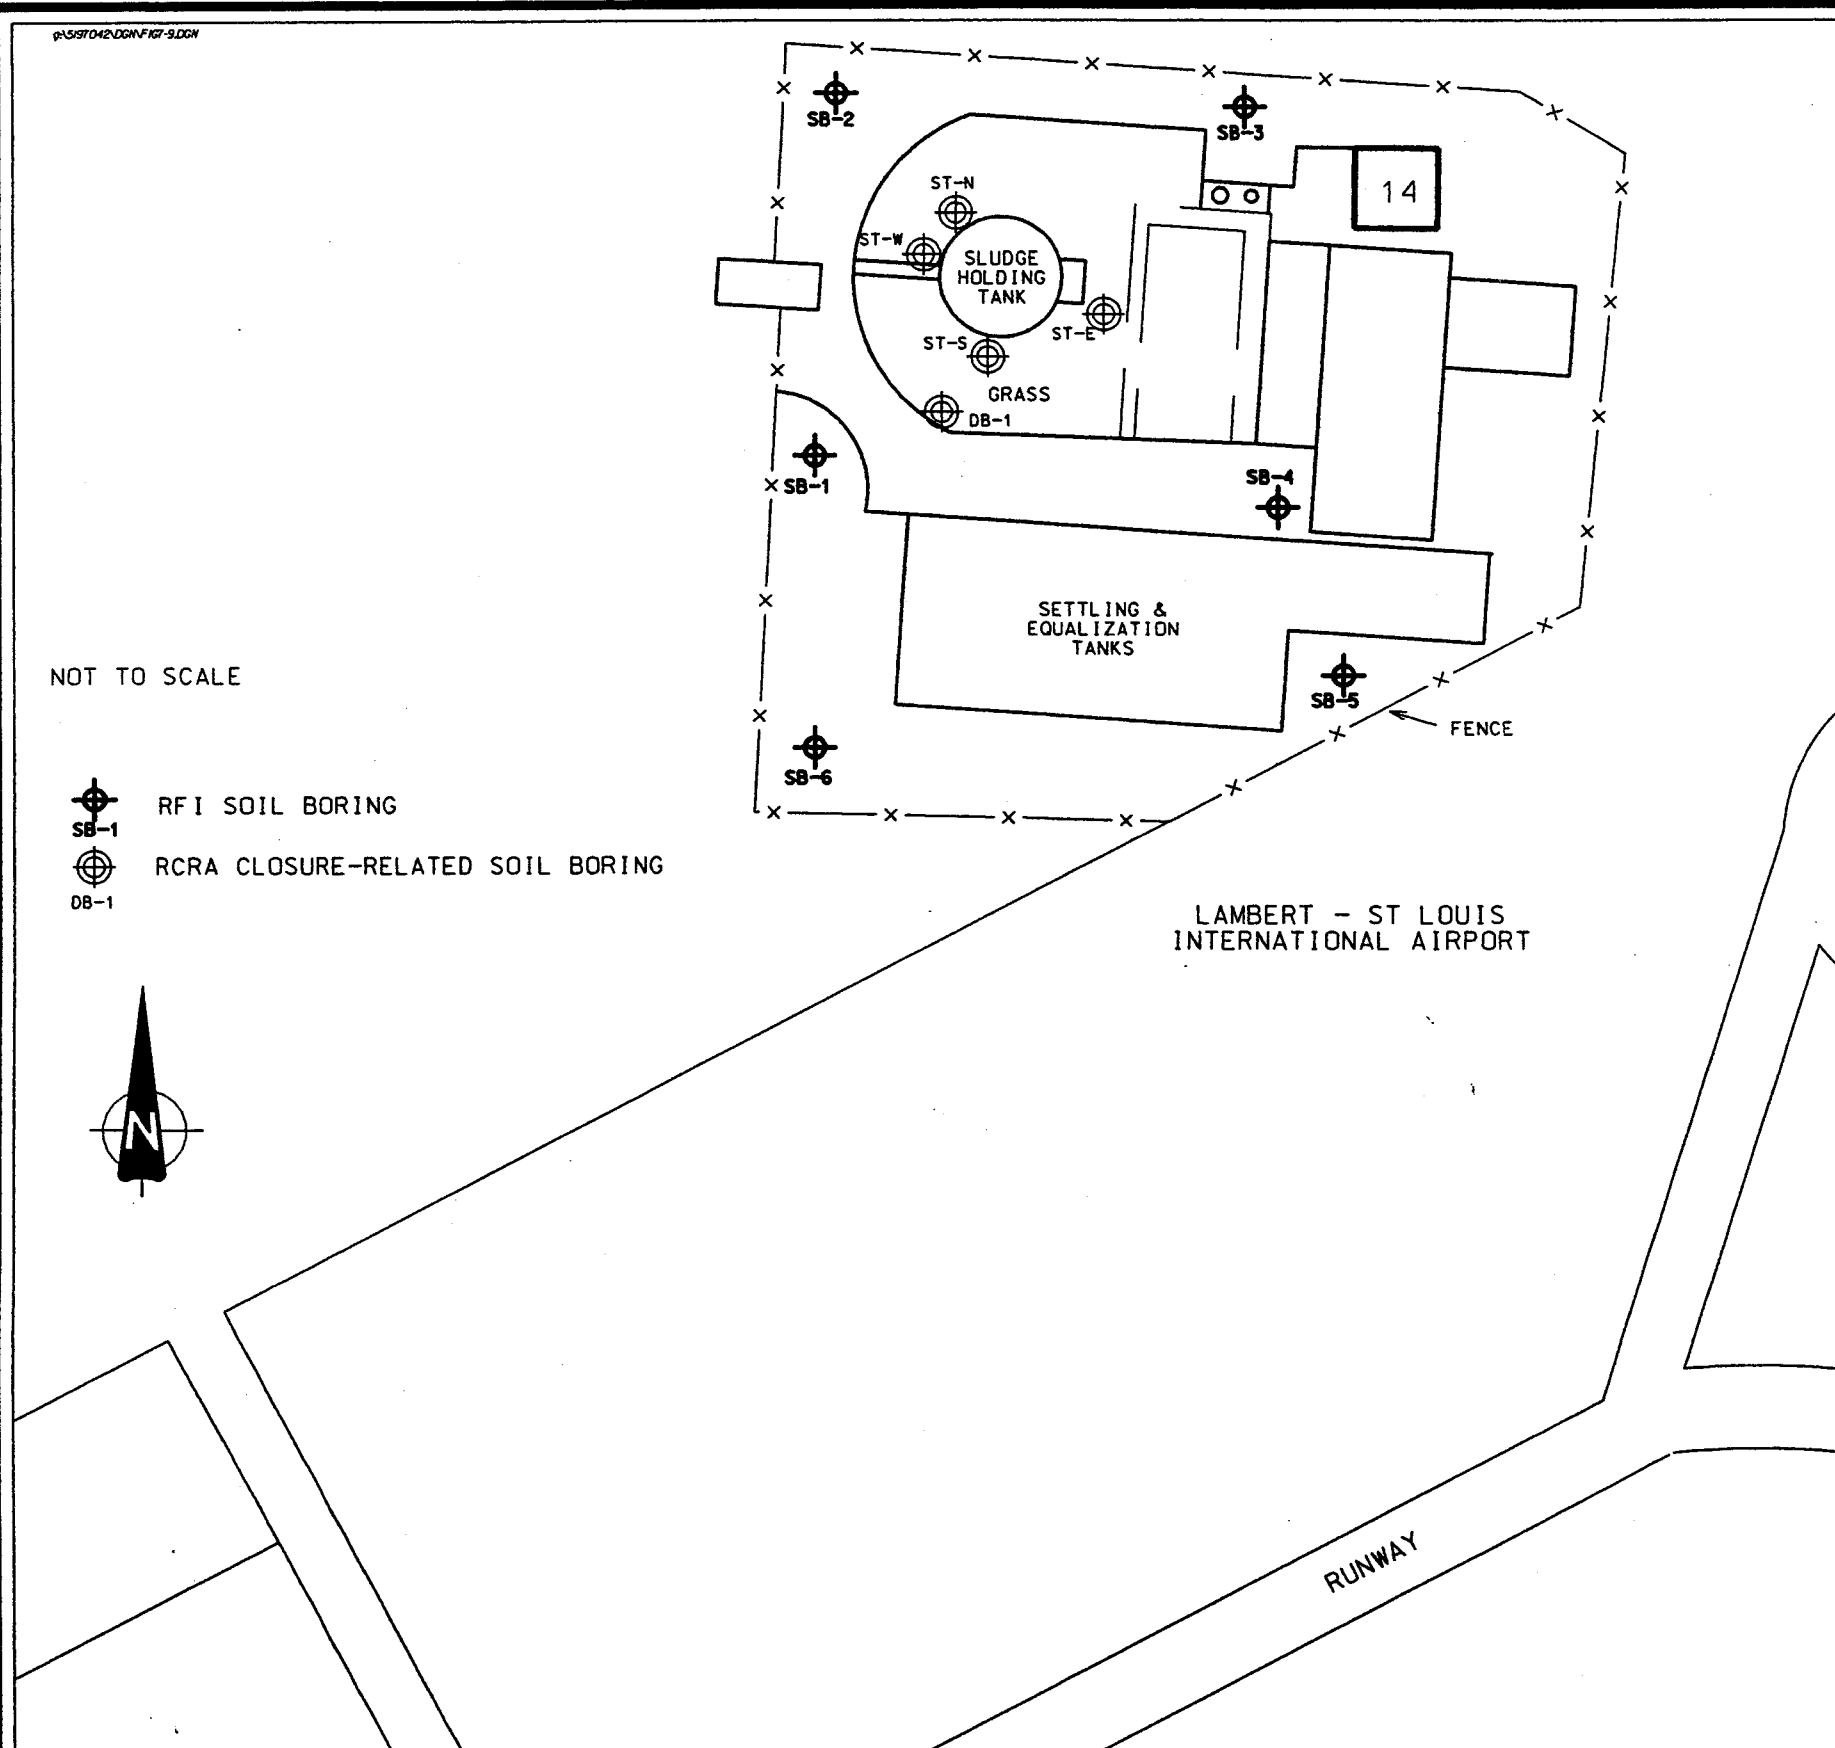 g:\5197042\DGN\FIG7-9.DGN
SB-2
SB-3
14
ST-N
ST-W
SLUDGE
HOLDING
TANK
ST-E
ST-S
GRASS
DB-1
SB-1
SB-4
SETTLING &
EQUALIZATION
TANKS
NOT TO SCALE
SB-5
FENCE
SB-6
RFI SOIL BORING
SB-1
RCRA CLOSURE-RELATED SOIL BORING
DB-1
LAMBERT - ST LOUIS
INTERNATIONAL AIRPORT
N
RUNWAY